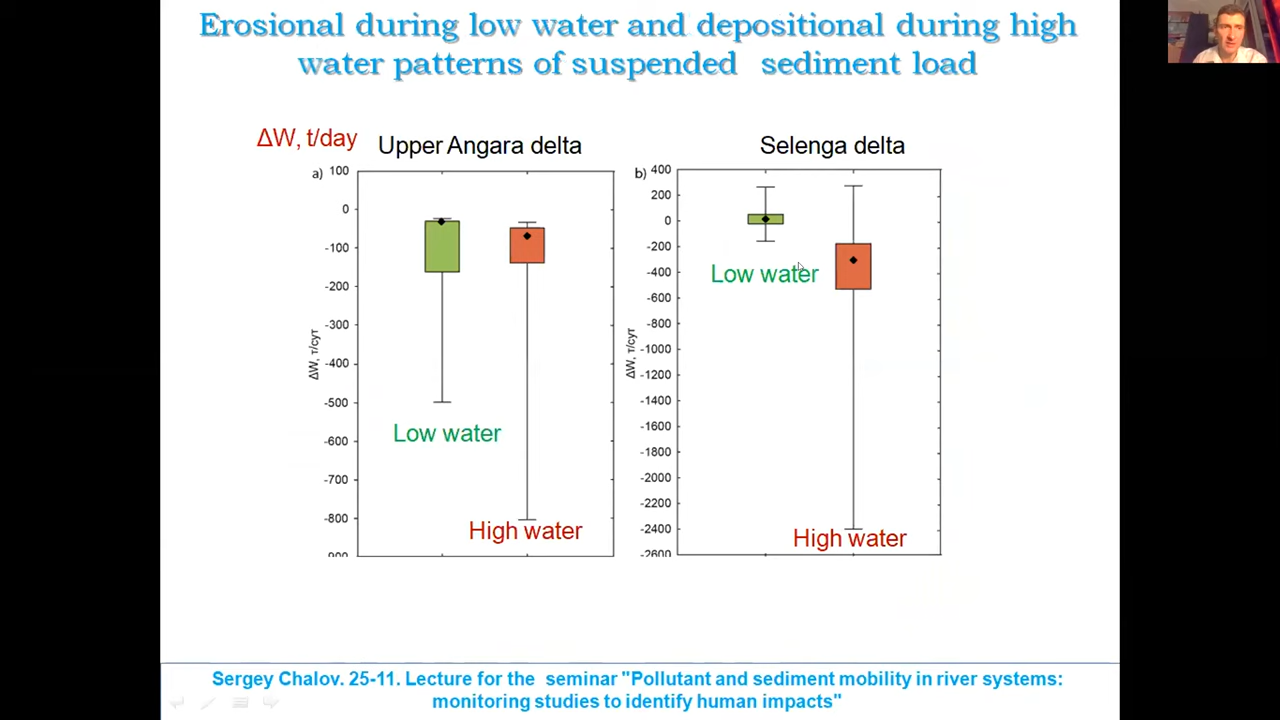 Erosional during low water and depositional during high
water patterns of suspended sediment load
ΔW, t/day
Upper Angara delta
Selenga delta
a)
100
0
-100
-200
-300
-400
-500
-600
-700
-800
-900
ΔW, т/сут
Low water
High water
b)
400
200
0
-200
-400
-600
-800
-1000
-1200
-1400
-1600
-1800
-2000
-2200
-2400
-2600
ΔW, т/сут
Low water
High water
Sergey Chalov. 25-11. Lecture for the seminar "Pollutant and sediment mobility in river systems:
monitoring studies to identify human impacts"